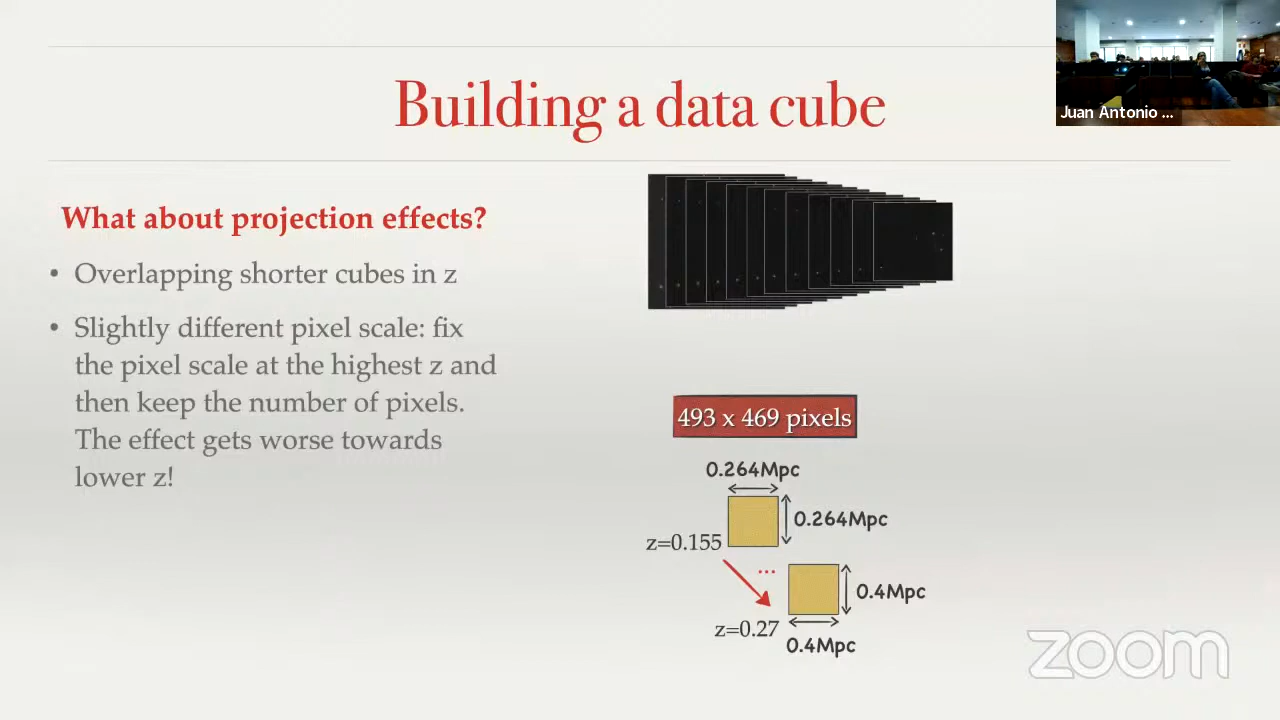 Building a data cube
Juan Antonio ...
What about projection effects?
• Overlapping shorter cubes in z
• Slightly different pixel scale: fix
the pixel scale at the highest z and
then keep the number of pixels.
The effect gets worse towards
lower z!
493 x 469 pixels
0.264Mpc
0.264Mpc
z=0.155
...
0.4Mpc
z=0.27
0.4Mpc
zoom